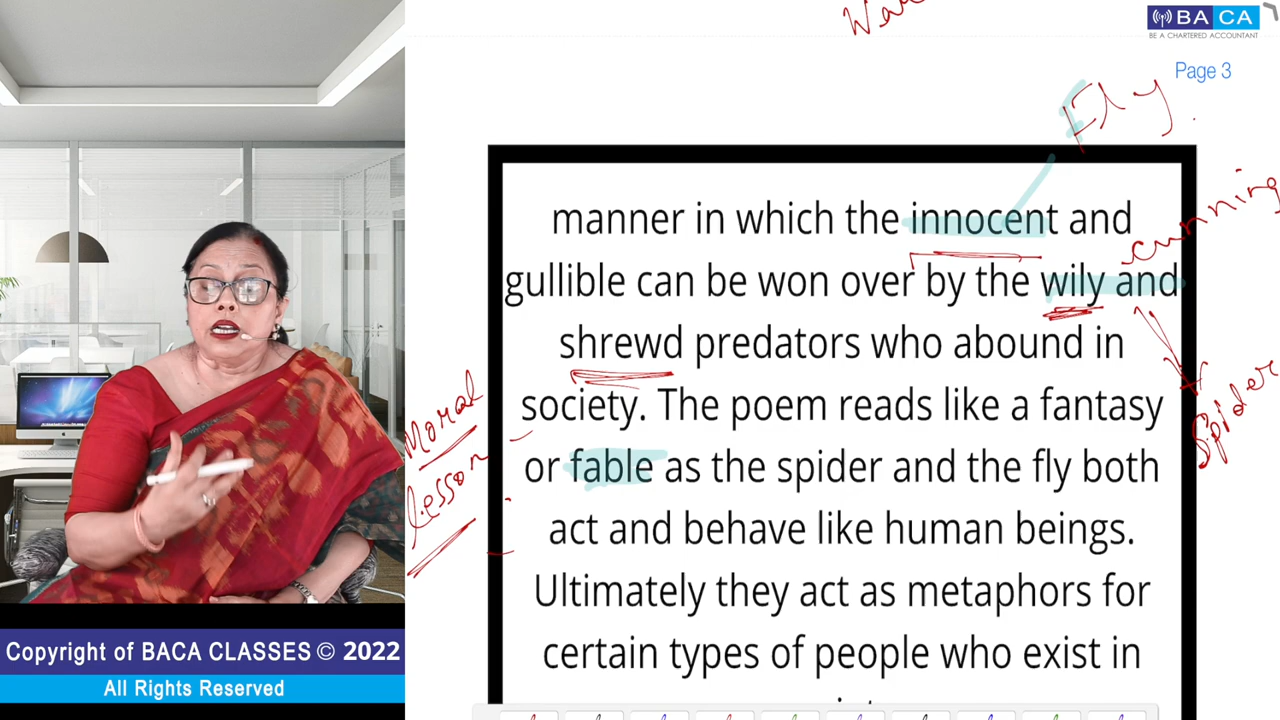 War
BACA
BE A CHARTERED ACCOUNTANT
Page 3
Fly
manner in which the innocent and
cunning
gullible can be won over by the wily and
shrewd predators who abound in
Spider
society. The poem reads like a fantasy
Moral
lesson
or fable as the spider and the fly both
act and behave like human beings.
Ultimately they act as metaphors for
certain types of people who exist in
Copyright of BACA CLASSES © 2022
All Rights Reserved